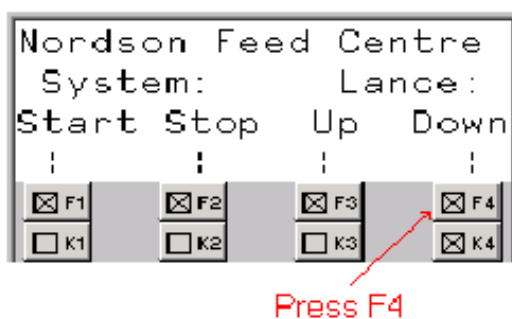 Nordson Feed Centre
System: Lance:
Start Stop Up Down
F1 F2 F3 F4
K1 K2 K3 K4
Press F4